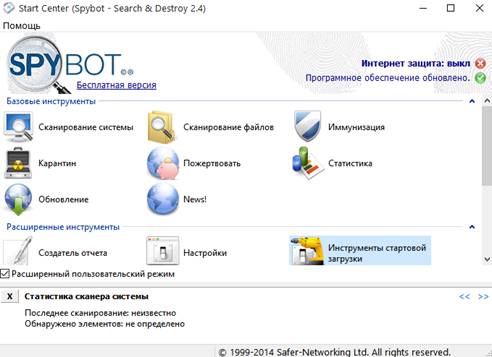 Start Center (Spybot - Search & Destroy 2.4)
Помощь
SPYBOT
Бесплатная версия
Интернет защита: выкл
Программное обеспечение обновлено.
Базовые инструменты
Сканирование системы
Сканирование файлов
Иммунизация
Карантин
Пожертвовать
Статистика
Обновление
News!
Расширенные инструменты
Создатель отчета
Настройки
Инструменты стартовой
загрузки
Расширенный пользовательский режим
X Статистика сканера системы << >>
Последнее сканирование: неизвестно
Обнаружено элементов: не определено
© 1999-2014 Safer-Networking Ltd. All rights reserved.